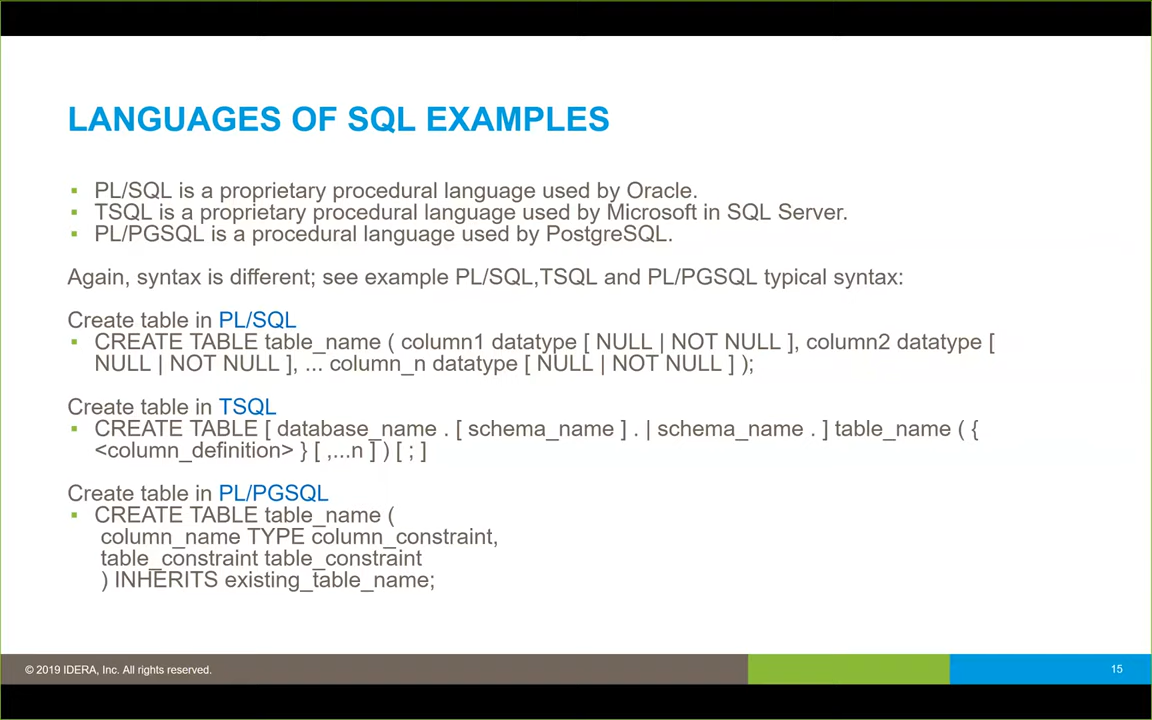 LANGUAGES OF SQL EXAMPLES
▪ PL/SQL is a proprietary procedural language used by Oracle.
▪ TSQL is a proprietary procedural language used by Microsoft in SQL Server.
▪ PL/PGSQL is a procedural language used by PostgreSQL.
Again, syntax is different; see example PL/SQL,TSQL and PL/PGSQL typical syntax:
Create table in PL/SQL
▪ CREATE TABLE table_name ( column1 datatype [ NULL | NOT NULL ], column2 datatype [
NULL | NOT NULL ], ... column_n datatype [ NULL | NOT NULL ] );
Create table in TSQL
▪ CREATE TABLE [ database_name . [ schema_name ] . | schema_name . ] table_name ( {
<column_definition> } [ ,...n ] ) [ ; ]
Create table in PL/PGSQL
▪ CREATE TABLE table_name (
column_name TYPE column_constraint,
table_constraint table_constraint
) INHERITS existing_table_name;
© 2019 IDERA, Inc. All rights reserved.
15